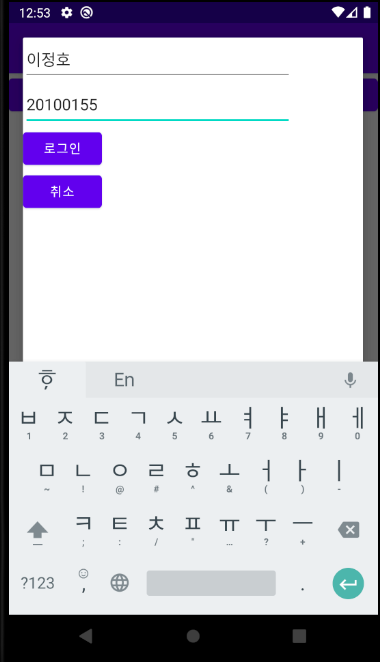 12:53
이정호
20100155
로그인
취소
En
ㅂ ㅈ ㄷ ㄱ ㅅ ㅛ ㅕ ㅑ ㅐ ㅔ
1 2 3 4 5 6 7 8 9 0
ㅁ ㄴ ㅇ ㄹ ㅎ ㅗ ㅓ ㅏ ㅣ
~ ! @ # ^ & ( ) -
ㅋ ㅌ ㅊ ㅍ ㅠ ㅜ ㅡ
; : / " … ? +
?123 , .